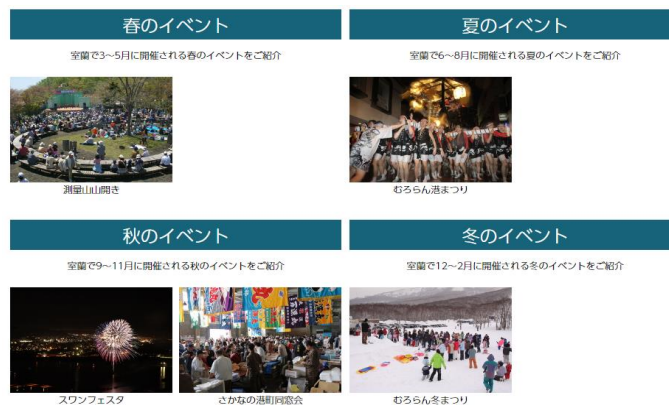 春のイベント
室蘭で3～5月に開催される春のイベントをご紹介
測量山山開き
夏のイベント
室蘭で6～8月に開催される夏のイベントをご紹介
むろらん港まつり
秋のイベント
室蘭で9～11月に開催される秋のイベントをご紹介
スワンフェスタ
さかなの港町同窓会
冬のイベント
室蘭で12～2月に開催される冬のイベントをご紹介
むろらん冬まつり